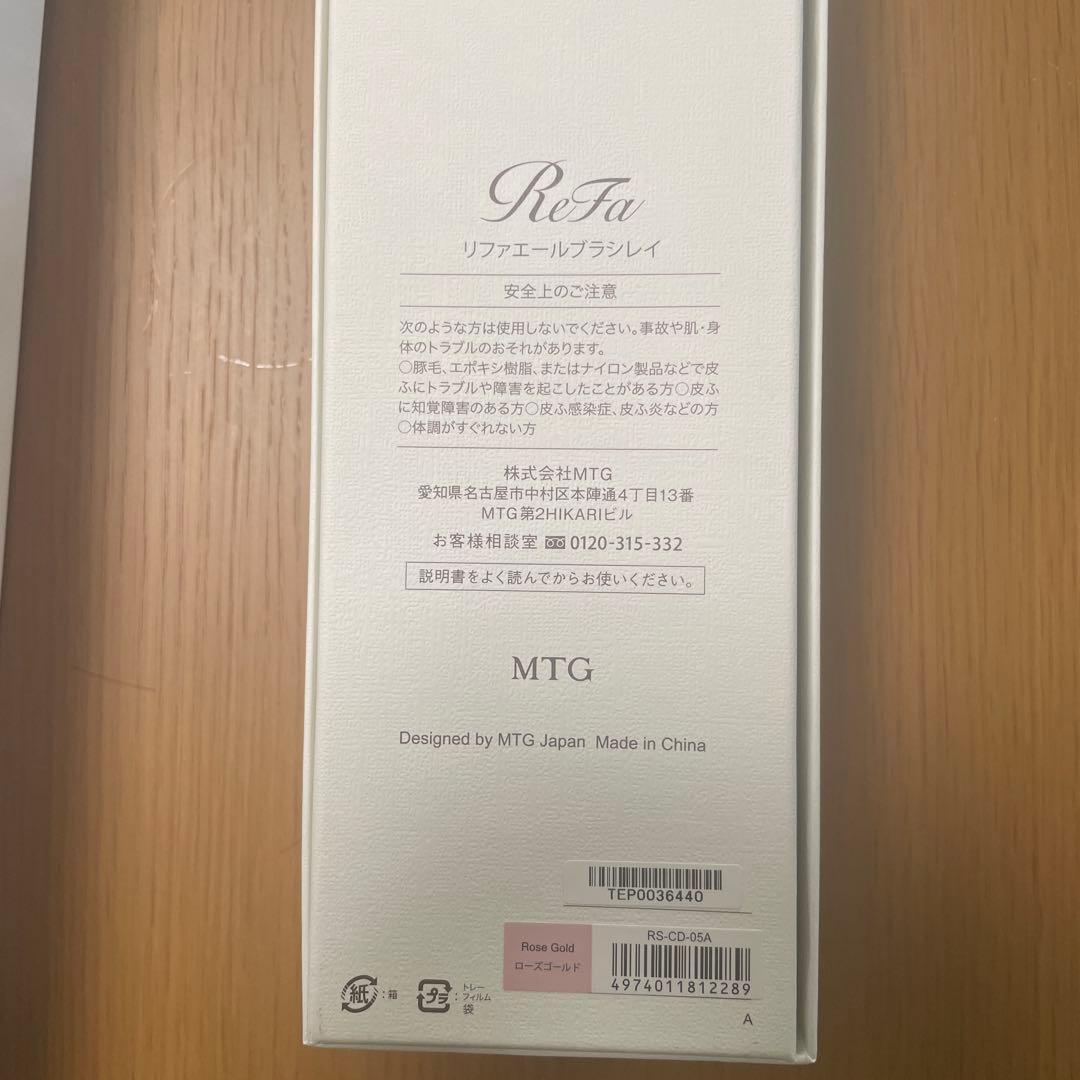 ReFa
リファエールブラシレイ
安全上のご注意
次のような方は使用しないでください。事故や肌・身
体のトラブルのおそれがあります。
○豚毛、エポキシ樹脂、またはナイロン製品などで皮
ふにトラブルや障害を起こしたことがある方○皮ふ
に知覚障害のある方○皮ふ感染症、皮ふ炎などの方
○体調がすぐれない方
株式会社MTG
愛知県名古屋市中村区本陣通4丁目13番
MTG第2HIKARIビル
お客様相談室 0120-315-332
説明書をよく読んでからお使いください。
MTG
Designed by MTG Japan Made in China
TEP0036440
Rose Gold
ローズゴールド
RS-CD-05A
4974011812289
紙:箱
プラ:トレー
フィルム
袋
A